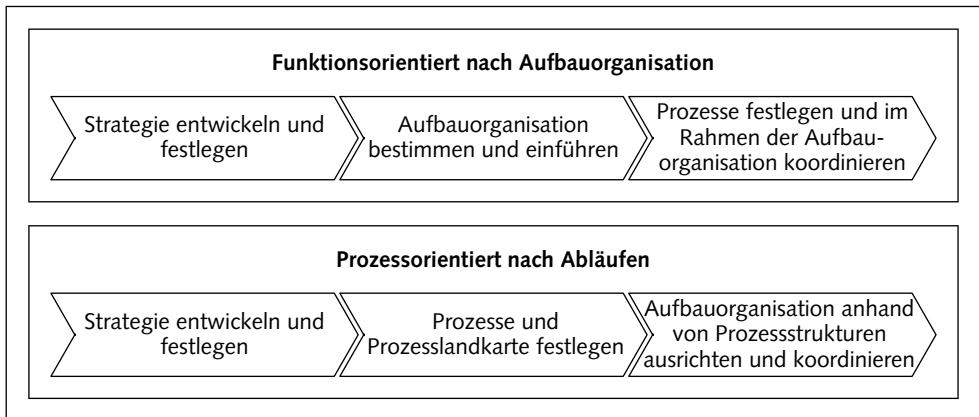 Funktionsorientiert nach Aufbauorganisation
Strategie entwickeln und
festlegen
Aufbauorganisation
bestimmen und einführen
Prozesse festlegen und im
Rahmen der Aufbau-
organisation koordinieren
Prozessorientiert nach Abläufen
Strategie entwickeln und
festlegen
Prozesse und
Prozesslandkarte festlegen
Aufbauorganisation anhand
von Prozessstrukturen
ausrichten und koordinieren